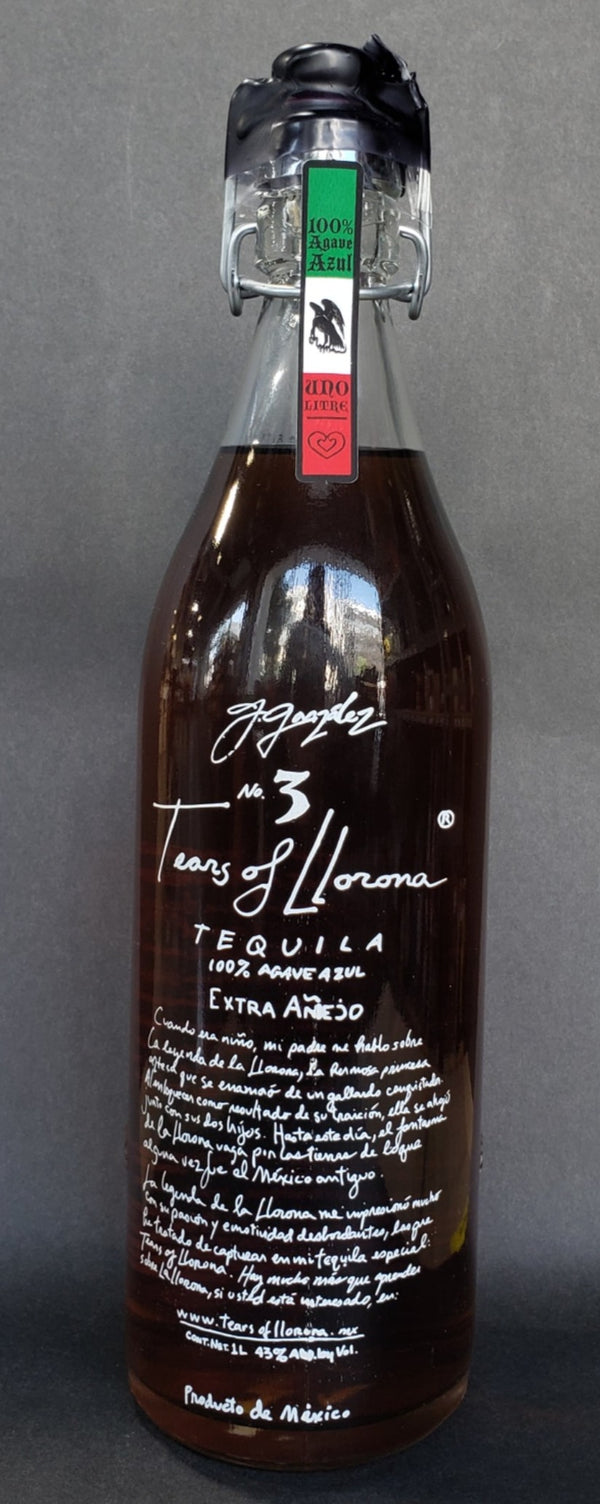 100%
Agave
Azul
UNO
LITRE
J. González
No. 3
Tears of Llorona ®
TEQUILA
100% AGAVE AZUL
EXTRA AÑEJO
Cuando era niño, mi padre me hablo sobre
La leyenda de la Llorona, la hermosa princesa
azteca que se enamoró de un gallardo conquistador.
como resultado de su traición, ella se ahogó
junto con sus dos hijos. Hasta este día, el fantasma
de la Llorona vaga por las tierras de lo que
alguna vez fue el México antiguo.
La leyenda de la Llorona me impresionó mucho
con su pasión y emotividad desbordantes, las que
he tratado de capturar en mi tequila especial:
Tears of Llorona. Hay mucho más que aprender
sobre La Llorona, si usted está interesado, en:
www.tearsofllorona.mx
CONT. Net 1L 43% Alc. by Vol.
Producto de México